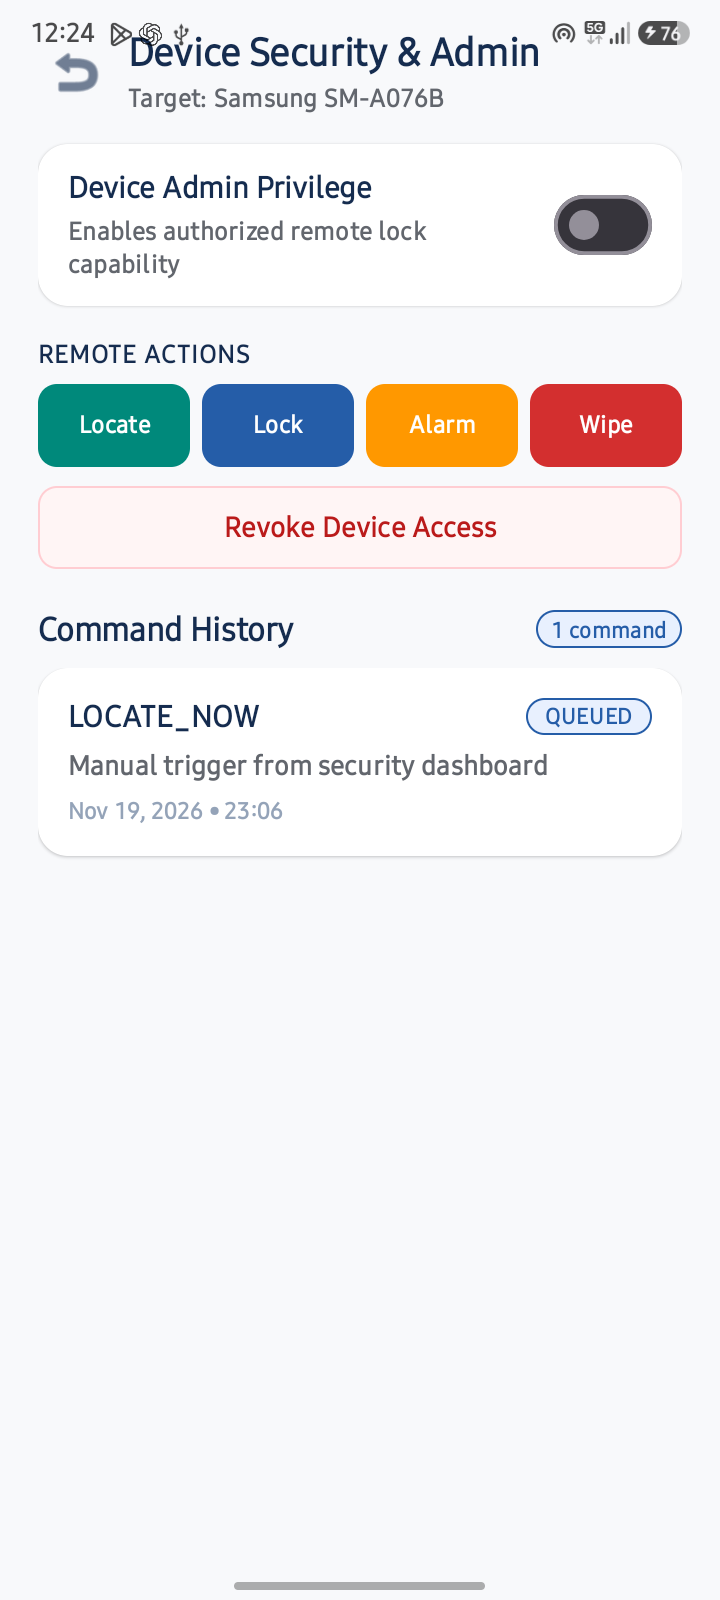 12:24
5G
76
Device Security & Admin
Target: Samsung SM-A076B
Device Admin Privilege
Enables authorized remote lock
capability
REMOTE ACTIONS
Locate Lock Alarm Wipe
Revoke Device Access
Command History
1 command
LOCATE_NOW
QUEUED
Manual trigger from security dashboard
Nov 19, 2026 • 23:06